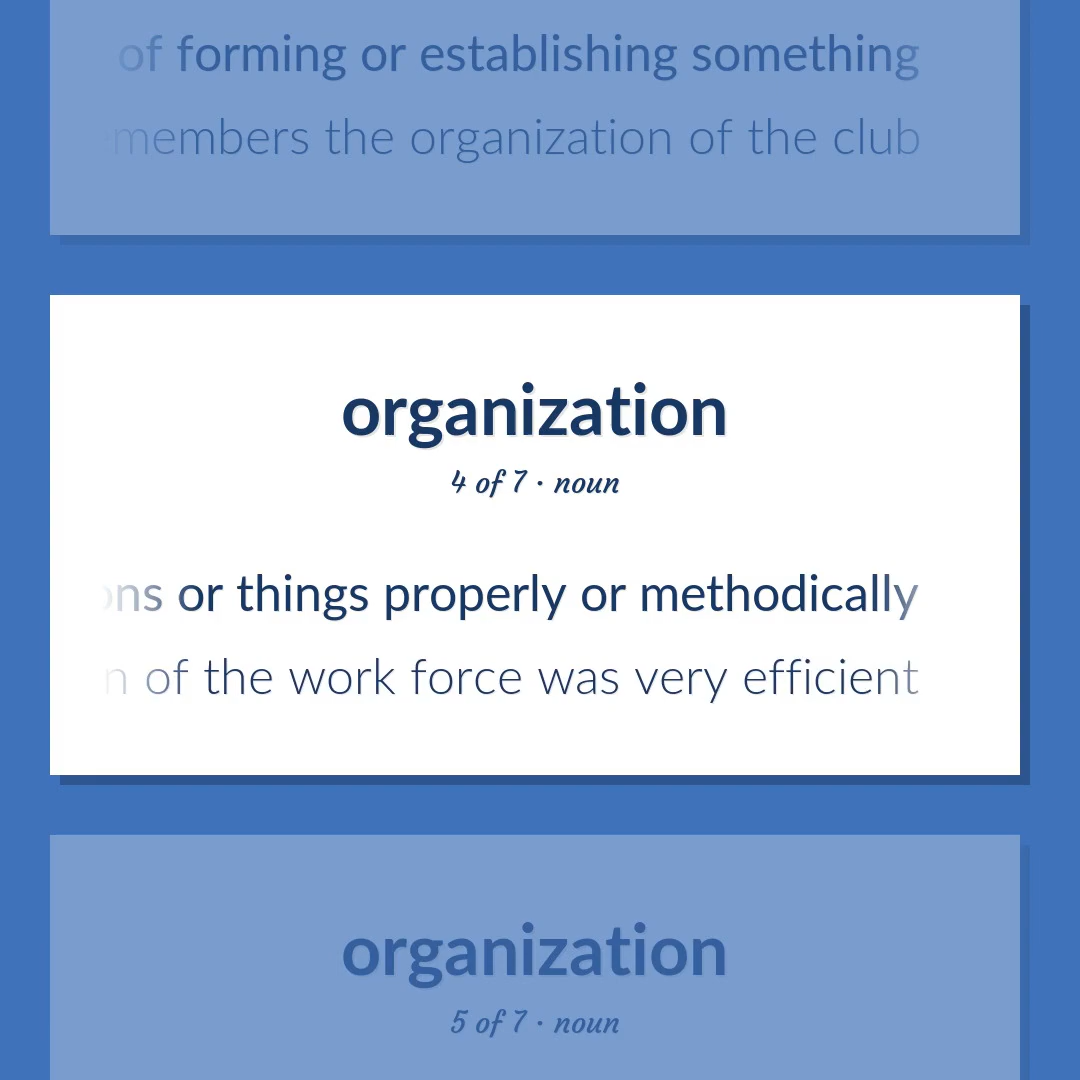 of forming or establishing something
members the organization of the club
organization
4 of 7 · noun
or things properly or methodically
of the work force was very efficient
organization
5 of 7 · noun